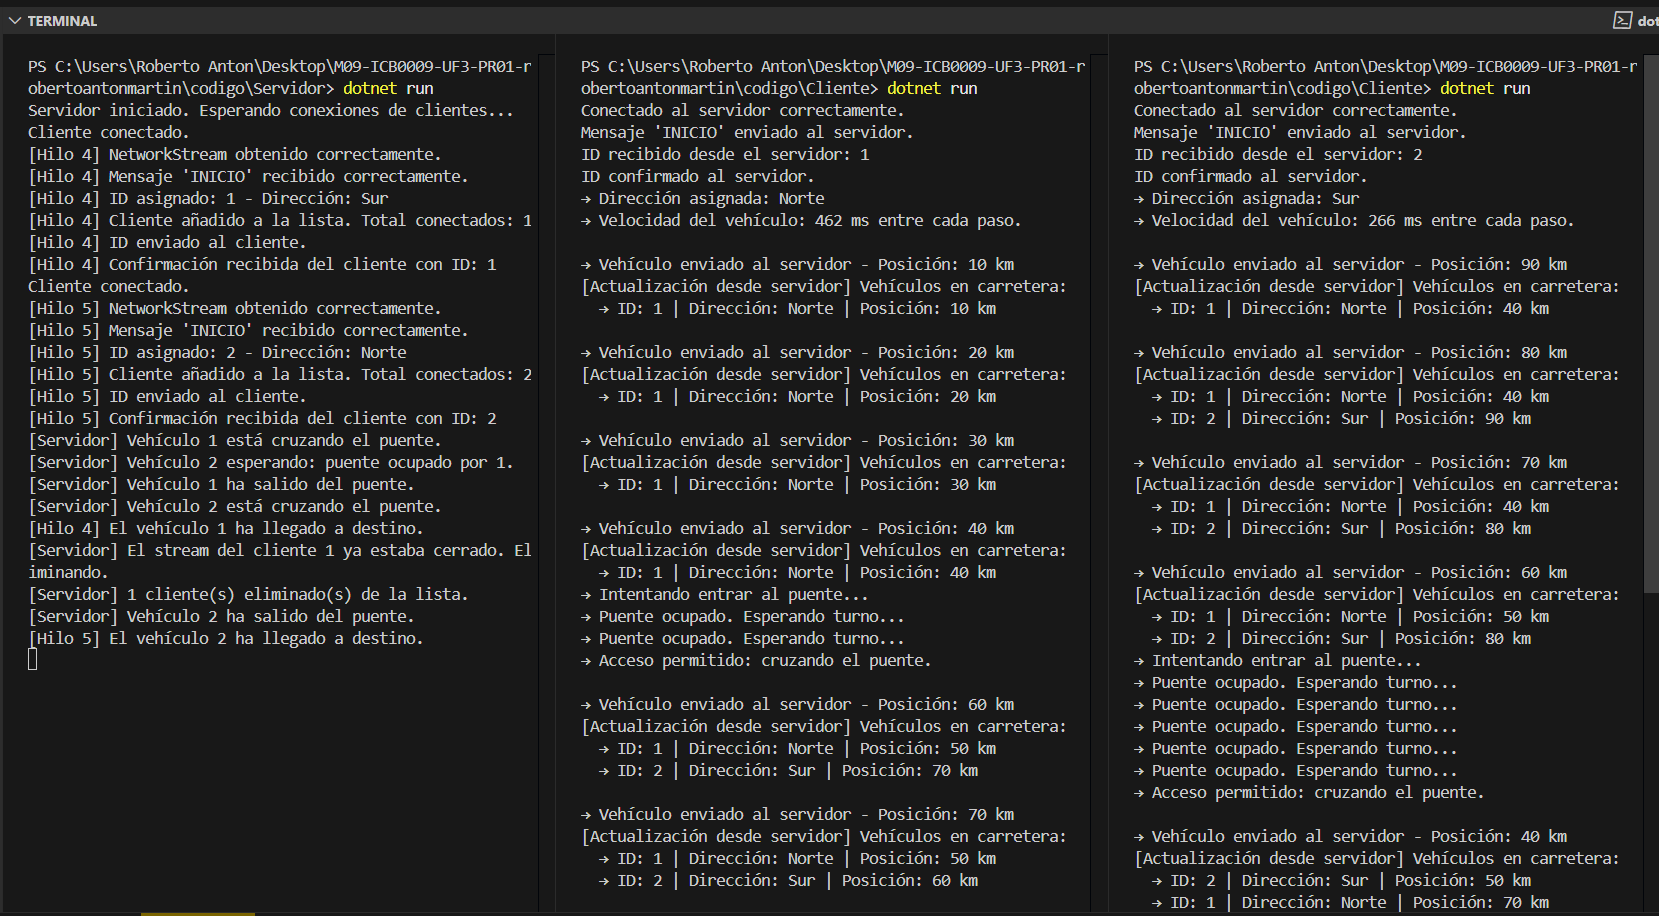 TERMINAL
dot
PS C:\Users\Roberto Anton\Desktop\M09-ICB0009-UF3-PR01-r
obertoantonmartin\codigo\Servidor> dotnet run
Servidor iniciado. Esperando conexiones de clientes...
Cliente conectado.
[Hilo 4] NetworkStream obtenido correctamente.
[Hilo 4] Mensaje 'INICIO' recibido correctamente.
[Hilo 4] ID asignado: 1 - Dirección: Sur
[Hilo 4] Cliente añadido a la lista. Total conectados: 1
[Hilo 4] ID enviado al cliente.
[Hilo 4] Confirmación recibida del cliente con ID: 1
Cliente conectado.
[Hilo 5] NetworkStream obtenido correctamente.
[Hilo 5] Mensaje 'INICIO' recibido correctamente.
[Hilo 5] ID asignado: 2 - Dirección: Norte
[Hilo 5] Cliente añadido a la lista. Total conectados: 2
[Hilo 5] ID enviado al cliente.
[Hilo 5] Confirmación recibida del cliente con ID: 2
[Servidor] Vehículo 1 está cruzando el puente.
[Servidor] Vehículo 2 esperando: puente ocupado por 1.
[Servidor] Vehículo 1 ha salido del puente.
[Servidor] Vehículo 2 está cruzando el puente.
[Hilo 4] El vehículo 1 ha llegado a destino.
[Servidor] El stream del cliente 1 ya estaba cerrado. El
iminando.
[Servidor] 1 cliente(s) eliminado(s) de la lista.
[Servidor] Vehículo 2 ha salido del puente.
[Hilo 5] El vehículo 2 ha llegado a destino.
PS C:\Users\Roberto Anton\Desktop\M09-ICB0009-UF3-PR01-r
obertoantonmartin\codigo\Cliente> dotnet run
Conectado al servidor correctamente.
Mensaje 'INICIO' enviado al servidor.
ID recibido desde el servidor: 1
ID confirmado al servidor.
→ Dirección asignada: Norte
→ Velocidad del vehículo: 462 ms entre cada paso.
→ Vehículo enviado al servidor - Posición: 10 km
[Actualización desde servidor] Vehículos en carretera:
→ ID: 1 | Dirección: Norte | Posición: 10 km
→ Vehículo enviado al servidor - Posición: 20 km
[Actualización desde servidor] Vehículos en carretera:
→ ID: 1 | Dirección: Norte | Posición: 20 km
→ Vehículo enviado al servidor - Posición: 30 km
[Actualización desde servidor] Vehículos en carretera:
→ ID: 1 | Dirección: Norte | Posición: 30 km
→ Vehículo enviado al servidor - Posición: 40 km
[Actualización desde servidor] Vehículos en carretera:
→ ID: 1 | Dirección: Norte | Posición: 40 km
→ Intentando entrar al puente...
→ Puente ocupado. Esperando turno...
→ Puente ocupado. Esperando turno...
→ Acceso permitido: cruzando el puente.
→ Vehículo enviado al servidor - Posición: 60 km
[Actualización desde servidor] Vehículos en carretera:
→ ID: 1 | Dirección: Norte | Posición: 50 km
→ ID: 2 | Dirección: Sur | Posición: 70 km
→ Vehículo enviado al servidor - Posición: 70 km
[Actualización desde servidor] Vehículos en carretera:
→ ID: 1 | Dirección: Norte | Posición: 50 km
→ ID: 2 | Dirección: Sur | Posición: 60 km
PS C:\Users\Roberto Anton\Desktop\M09-ICB0009-UF3-PR01-r
obertoantonmartin\codigo\Cliente> dotnet run
Conectado al servidor correctamente.
Mensaje 'INICIO' enviado al servidor.
ID recibido desde el servidor: 2
ID confirmado al servidor.
→ Dirección asignada: Sur
→ Velocidad del vehículo: 266 ms entre cada paso.
→ Vehículo enviado al servidor - Posición: 90 km
[Actualización desde servidor] Vehículos en carretera:
→ ID: 1 | Dirección: Norte | Posición: 40 km
→ Vehículo enviado al servidor - Posición: 80 km
[Actualización desde servidor] Vehículos en carretera:
→ ID: 1 | Dirección: Norte | Posición: 40 km
→ ID: 2 | Dirección: Sur | Posición: 90 km
→ Vehículo enviado al servidor - Posición: 70 km
[Actualización desde servidor] Vehículos en carretera:
→ ID: 1 | Dirección: Norte | Posición: 40 km
→ ID: 2 | Dirección: Sur | Posición: 80 km
→ Vehículo enviado al servidor - Posición: 60 km
[Actualización desde servidor] Vehículos en carretera:
→ ID: 1 | Dirección: Norte | Posición: 50 km
→ ID: 2 | Dirección: Sur | Posición: 80 km
→ Intentando entrar al puente...
→ Puente ocupado. Esperando turno...
→ Puente ocupado. Esperando turno...
→ Puente ocupado. Esperando turno...
→ Puente ocupado. Esperando turno...
→ Puente ocupado. Esperando turno...
→ Acceso permitido: cruzando el puente.
→ Vehículo enviado al servidor - Posición: 40 km
[Actualización desde servidor] Vehículos en carretera:
→ ID: 2 | Dirección: Sur | Posición: 50 km
→ ID: 1 | Dirección: Norte | Posición: 70 km